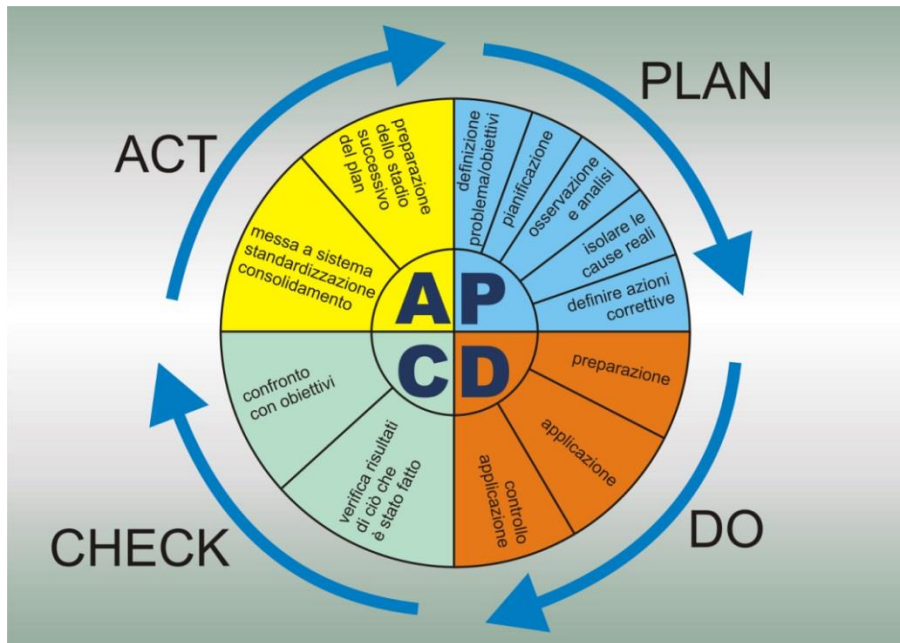 PLAN
definizione
problema/obiettivi
pianificazione
osservazione
e analisi
isolare le
cause reali
definire azioni
correttive
DO
preparazione
applicazione
controllo
applicazione
CHECK
verifica risultati
di ciò che
è stato fatto
confronto
con obiettivi
ACT
messa a sistema
standardizzazione
consolidamento
preparazione
dello stadio
successivo
del plan
A P
C D